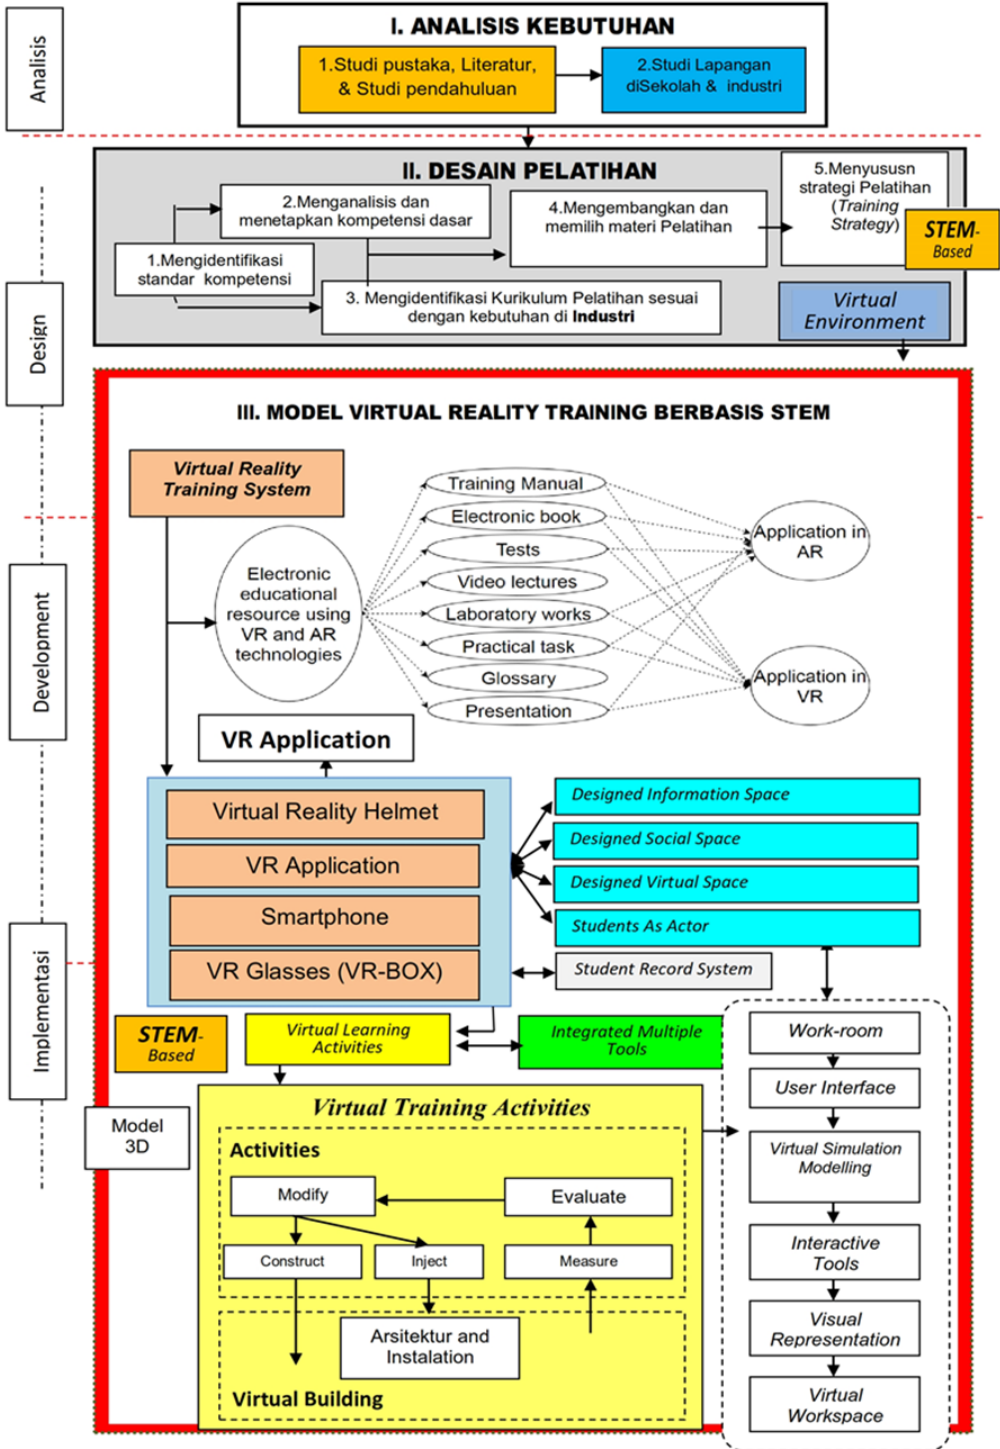 Analisis
I. ANALISIS KEBUTUHAN
1.Studi pustaka, Literatur,
& Studi pendahuluan
2.Studi Lapangan
diSekolah & industri
Design
II. DESAIN PELATIHAN
1.Mengidentifikasi
standar kompetensi
2.Menganalisis dan
menetapkan kompetensi dasar
3. Mengidentifikasi Kurikulum Pelatihan sesuai
dengan kebutuhan di Industri
4.Mengembangkan dan
memilih materi Pelatihan
5.Menyususn
strategi Pelatihan
(Training
Strategy)
STEM-
Based
Virtual
Environment
III. MODEL VIRTUAL REALITY TRAINING BERBASIS STEM
Development
Virtual Reality
Training System
Electronic
educational
resource using
VR and AR
technologies
Training Manual
Electronic book
Tests
Video lectures
Laboratory works
Practical task
Glossary
Presentation
Application in
AR
Application in
VR
VR Application
Virtual Reality Helmet
VR Application
Smartphone
VR Glasses (VR-BOX)
Designed Information Space
Designed Social Space
Designed Virtual Space
Students As Actor
Student Record System
Implementasi
STEM-
Based
Virtual Learning
Activities
Integrated Multiple
Tools
Model
3D
Virtual Training Activities
Activities
Modify
Evaluate
Construct
Inject
Measure
Arsitektur and
Instalation
Virtual Building
Work-room
User Interface
Virtual Simulation
Modelling
Interactive
Tools
Visual
Representation
Virtual
Workspace